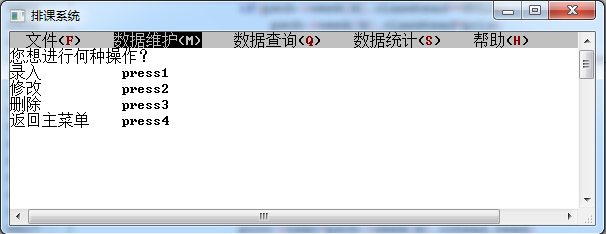 排课系统
文件(F) 数据维护(M) 数据查询(Q) 数据统计(S) 帮助(H)
您想进行何种操作？
录入 press1
修改 press2
删除 press3
返回主菜单 press4